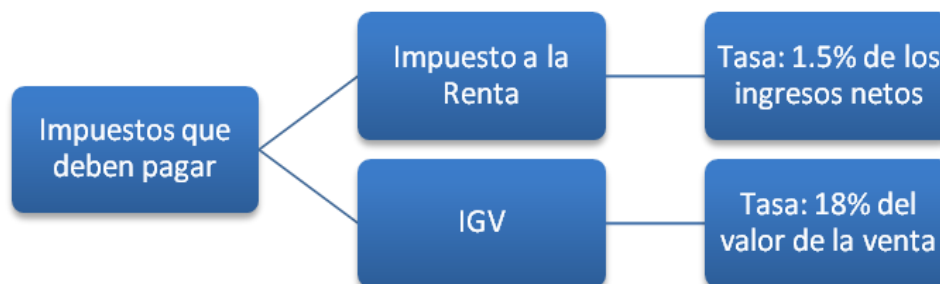 Impuestos que
deben pagar
Impuesto a la
Renta
Tasa: 1.5% de los
ingresos netos
IGV
Tasa: 18% del
valor de la venta